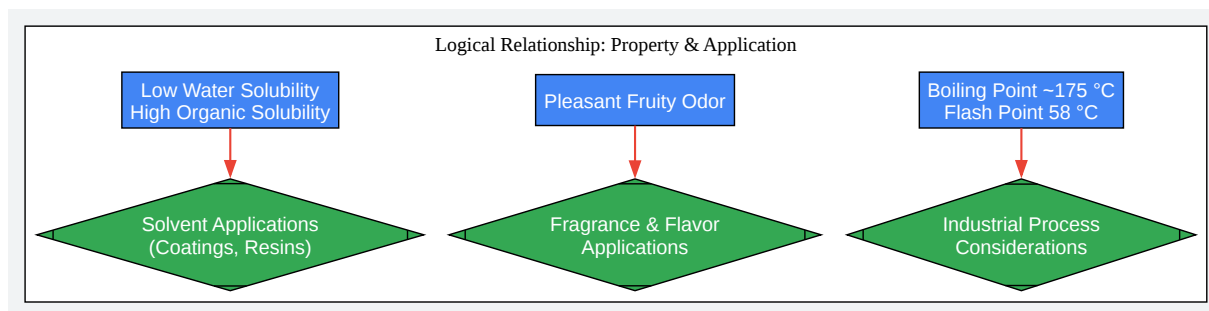 Logical Relationship: Property & Application
Low Water Solubility
High Organic Solubility
Pleasant Fruity Odor
Boiling Point ~175 °C
Flash Point 58 °C
Solvent Applications
(Coatings, Resins)
Fragrance & Flavor
Applications
Industrial Process
Considerations